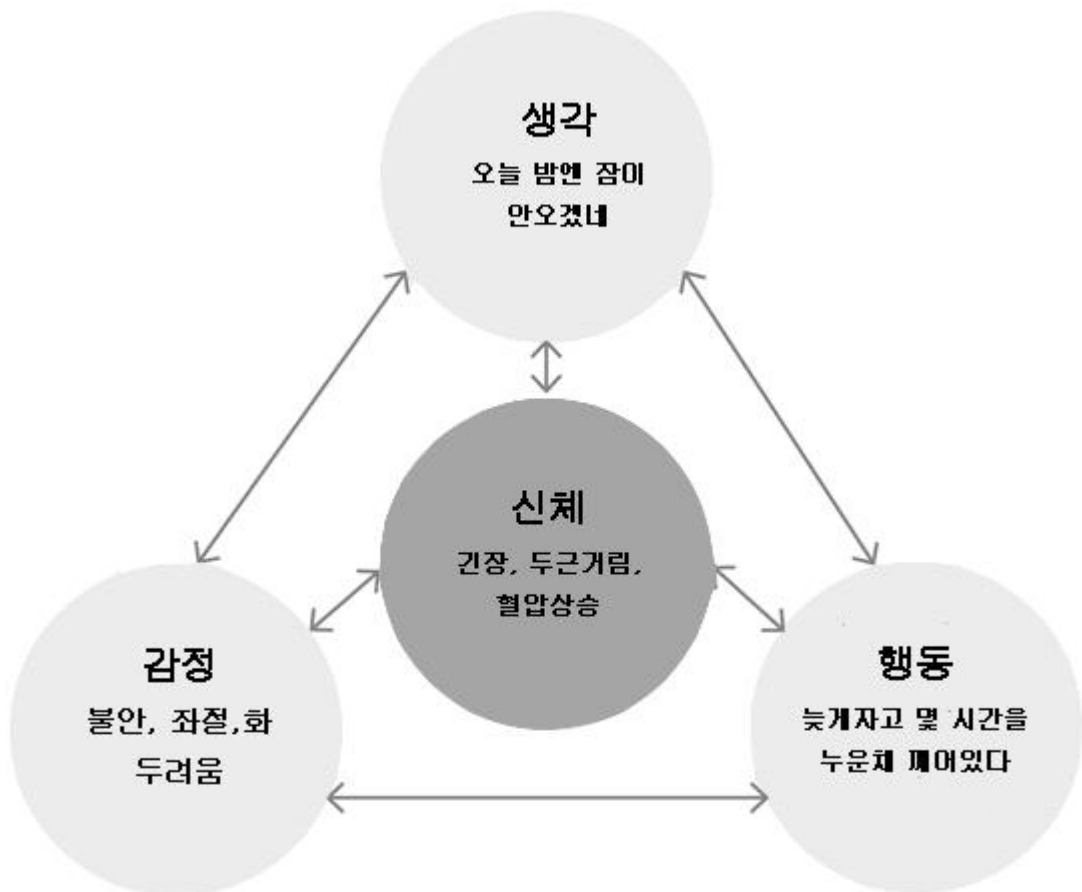 생각
오늘 밤엔 잠이
안오겠네
신체
긴장, 두근거림,
혈압상승
감정
불안, 좌절,화
두려움
행동
늦게자고 몇 시간을
누운채 깨어있다